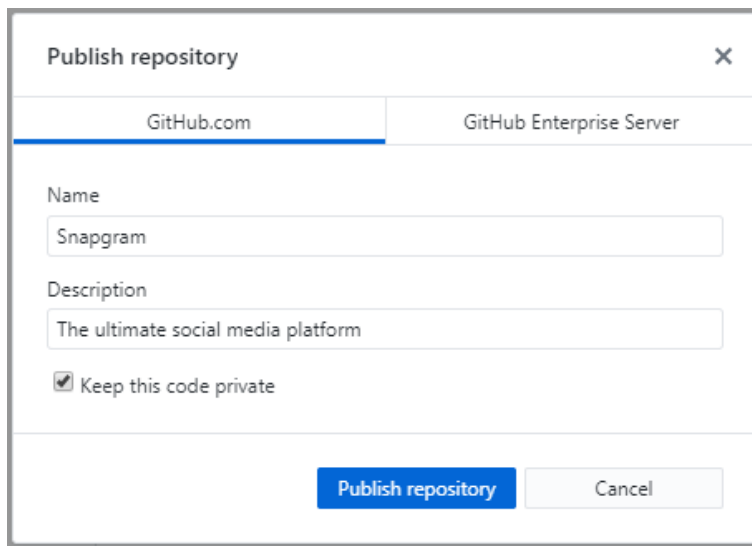 Publish repository
GitHub.com
GitHub Enterprise Server
Name
Snapgram
Description
The ultimate social media platform
Keep this code private
Publish repository
Cancel